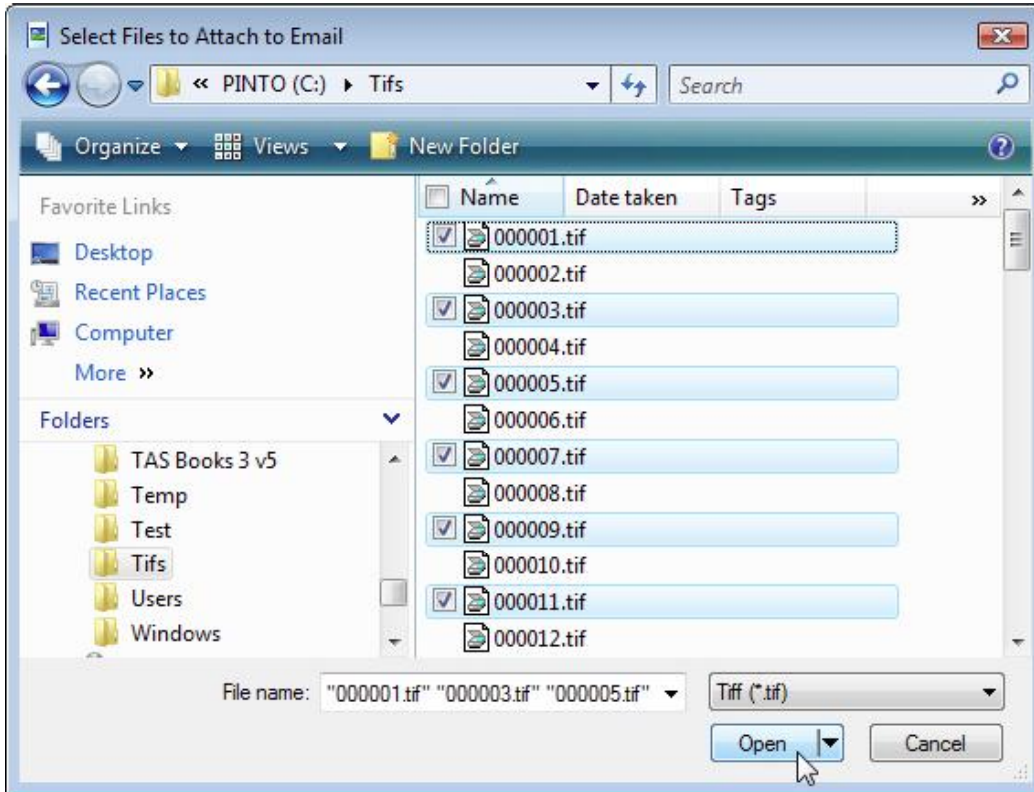 Select Files to Attach to Email
« PINTO (C:) ▸ Tifs Search
Organize Views New Folder
Favorite Links
Desktop
Recent Places
Computer
More »
Folders
TAS Books 3 v5
Temp
Test
Tifs
Users
Windows
Name Date taken Tags »
000001.tif
000002.tif
000003.tif
000004.tif
000005.tif
000006.tif
000007.tif
000008.tif
000009.tif
000010.tif
000011.tif
000012.tif
File name: "000001.tif" "000003.tif" "000005.tif" Tiff (*.tif)
Open Cancel